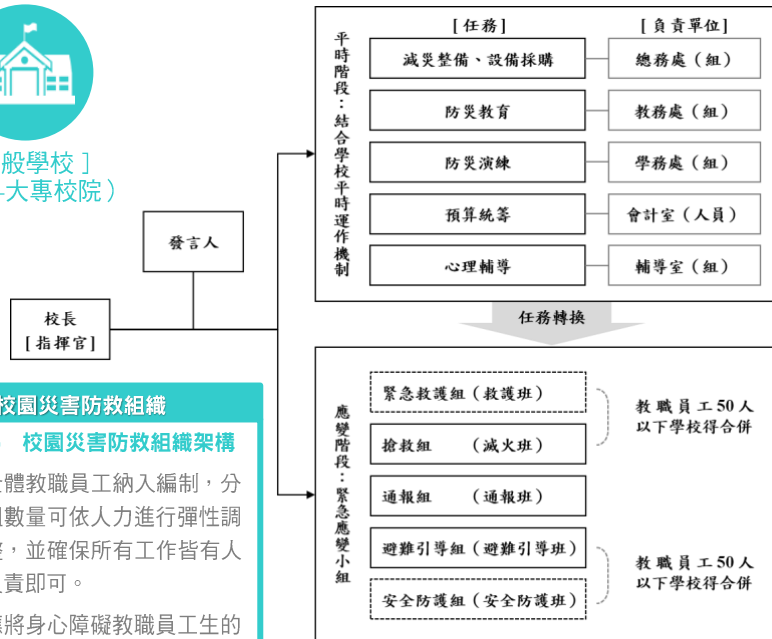 般學校 ]
大專校院）
發言人
校長
[指揮官]
平時階段：結合學校平時運作機制
[任務] [負責單位]
減災整備、設備採購 總務處（組）
防災教育 教務處（組）
防災演練 學務處（組）
預算統籌 會計室（人員）
心理輔導 輔導室（組）
任務轉換
應變階段：緊急應變小組
緊急救護組（救護班）
搶救組 （滅火班）
通報組 （通報班）
避難引導組（避難引導班）
安全防護組（安全防護班）
教職員工50人
以下學校得合併
教職員工50人
以下學校得合併
校園災害防救組織
校園災害防救組織架構
體教職員工納入編制，分
數量可依人力進行彈性調
，並確保所有工作皆有人
責即可。
將身心障礙教職員工生的